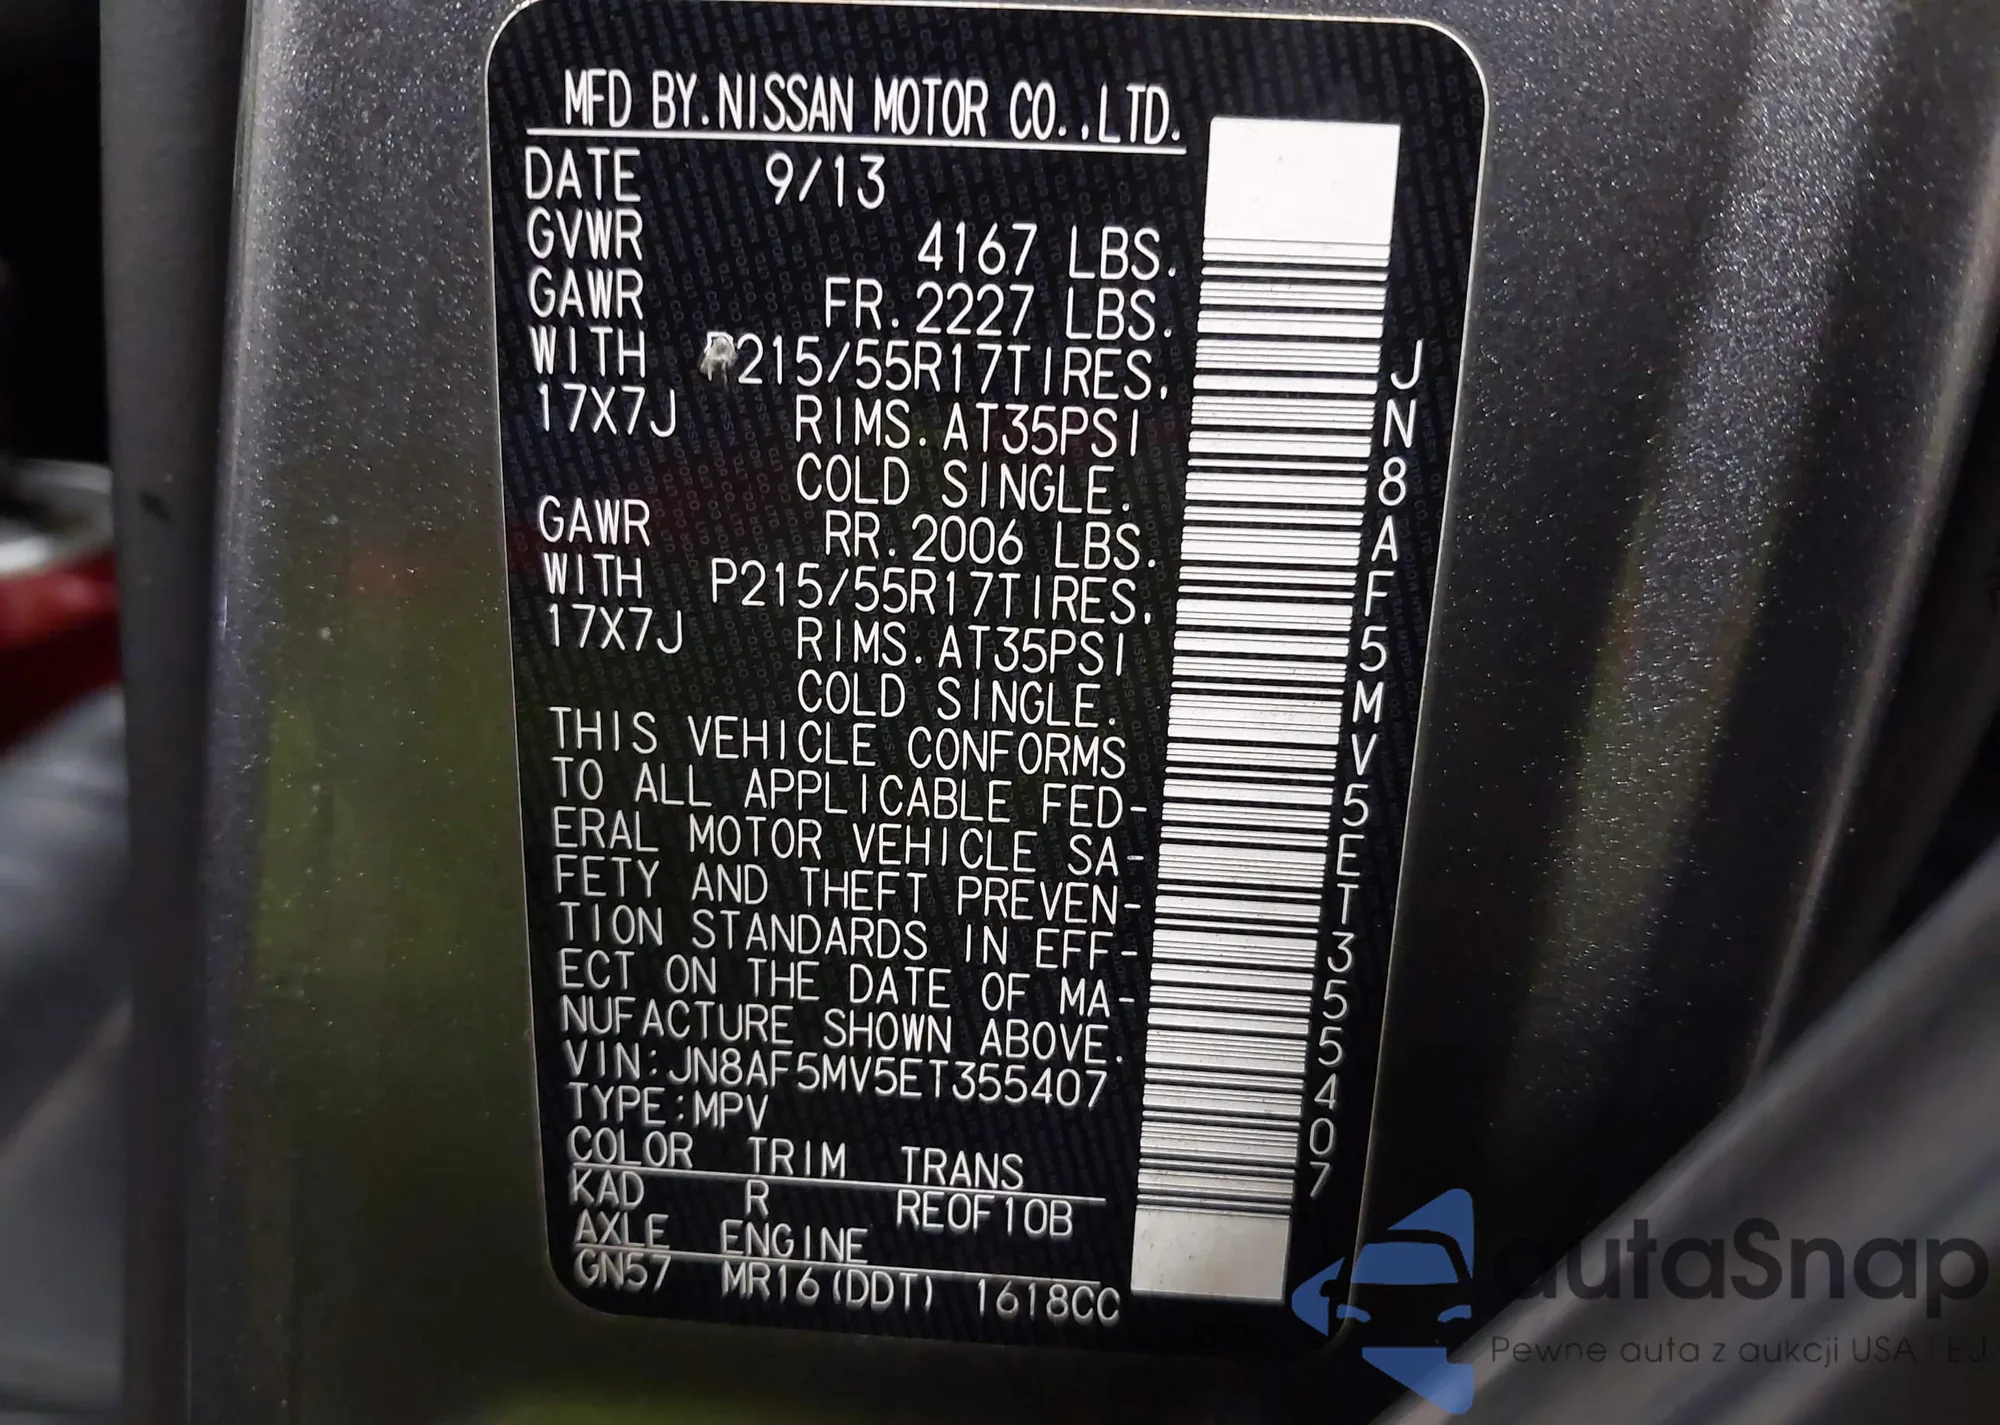 MFD BY.NISSAN MOTOR CO.,LTD.
DATE 9/13
GVWR 4167 LBS.
GAWR FR.2227 LBS.
WITH P215/55R17TIRES,
17X7J RIMS.AT35PSI
COLD SINGLE.
GAWR RR.2006 LBS.
WITH P215/55R17TIRES,
17X7J RIMS.AT35PSI
COLD SINGLE.
THIS VEHICLE CONFORMS
TO ALL APPLICABLE FED-
ERAL MOTOR VEHICLE SA-
FETY AND THEFT PREVEN-
TION STANDARDS IN EFF-
ECT ON THE DATE OF MA-
NUFACTURE SHOWN ABOVE.
VIN:JN8AF5MV5ET355407
TYPE:MPV
COLOR TRIM TRANS
KAD R RE0F10B
AXLE ENGINE
GN57 MR16(DDT) 1618CC
JN8AF5MV5ET355407
autaSnap
Pewne auta z aukcji USA i EU